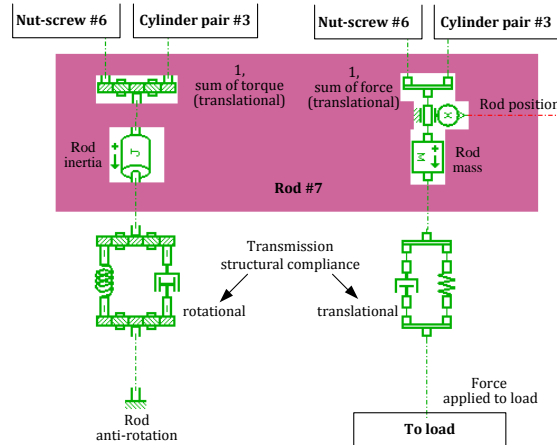 Nut-screw #6
Cylinder pair #3
Nut-screw #6
Cylinder pair #3
1,
sum of torque
(translational)
1,
sum of force
(translational)
Rod position
Rod
inertia
J
X
M
Rod
mass
Rod #7
Transmission
structural compliance
rotational
translational
Rod
anti-rotation
Force
applied to load
To load